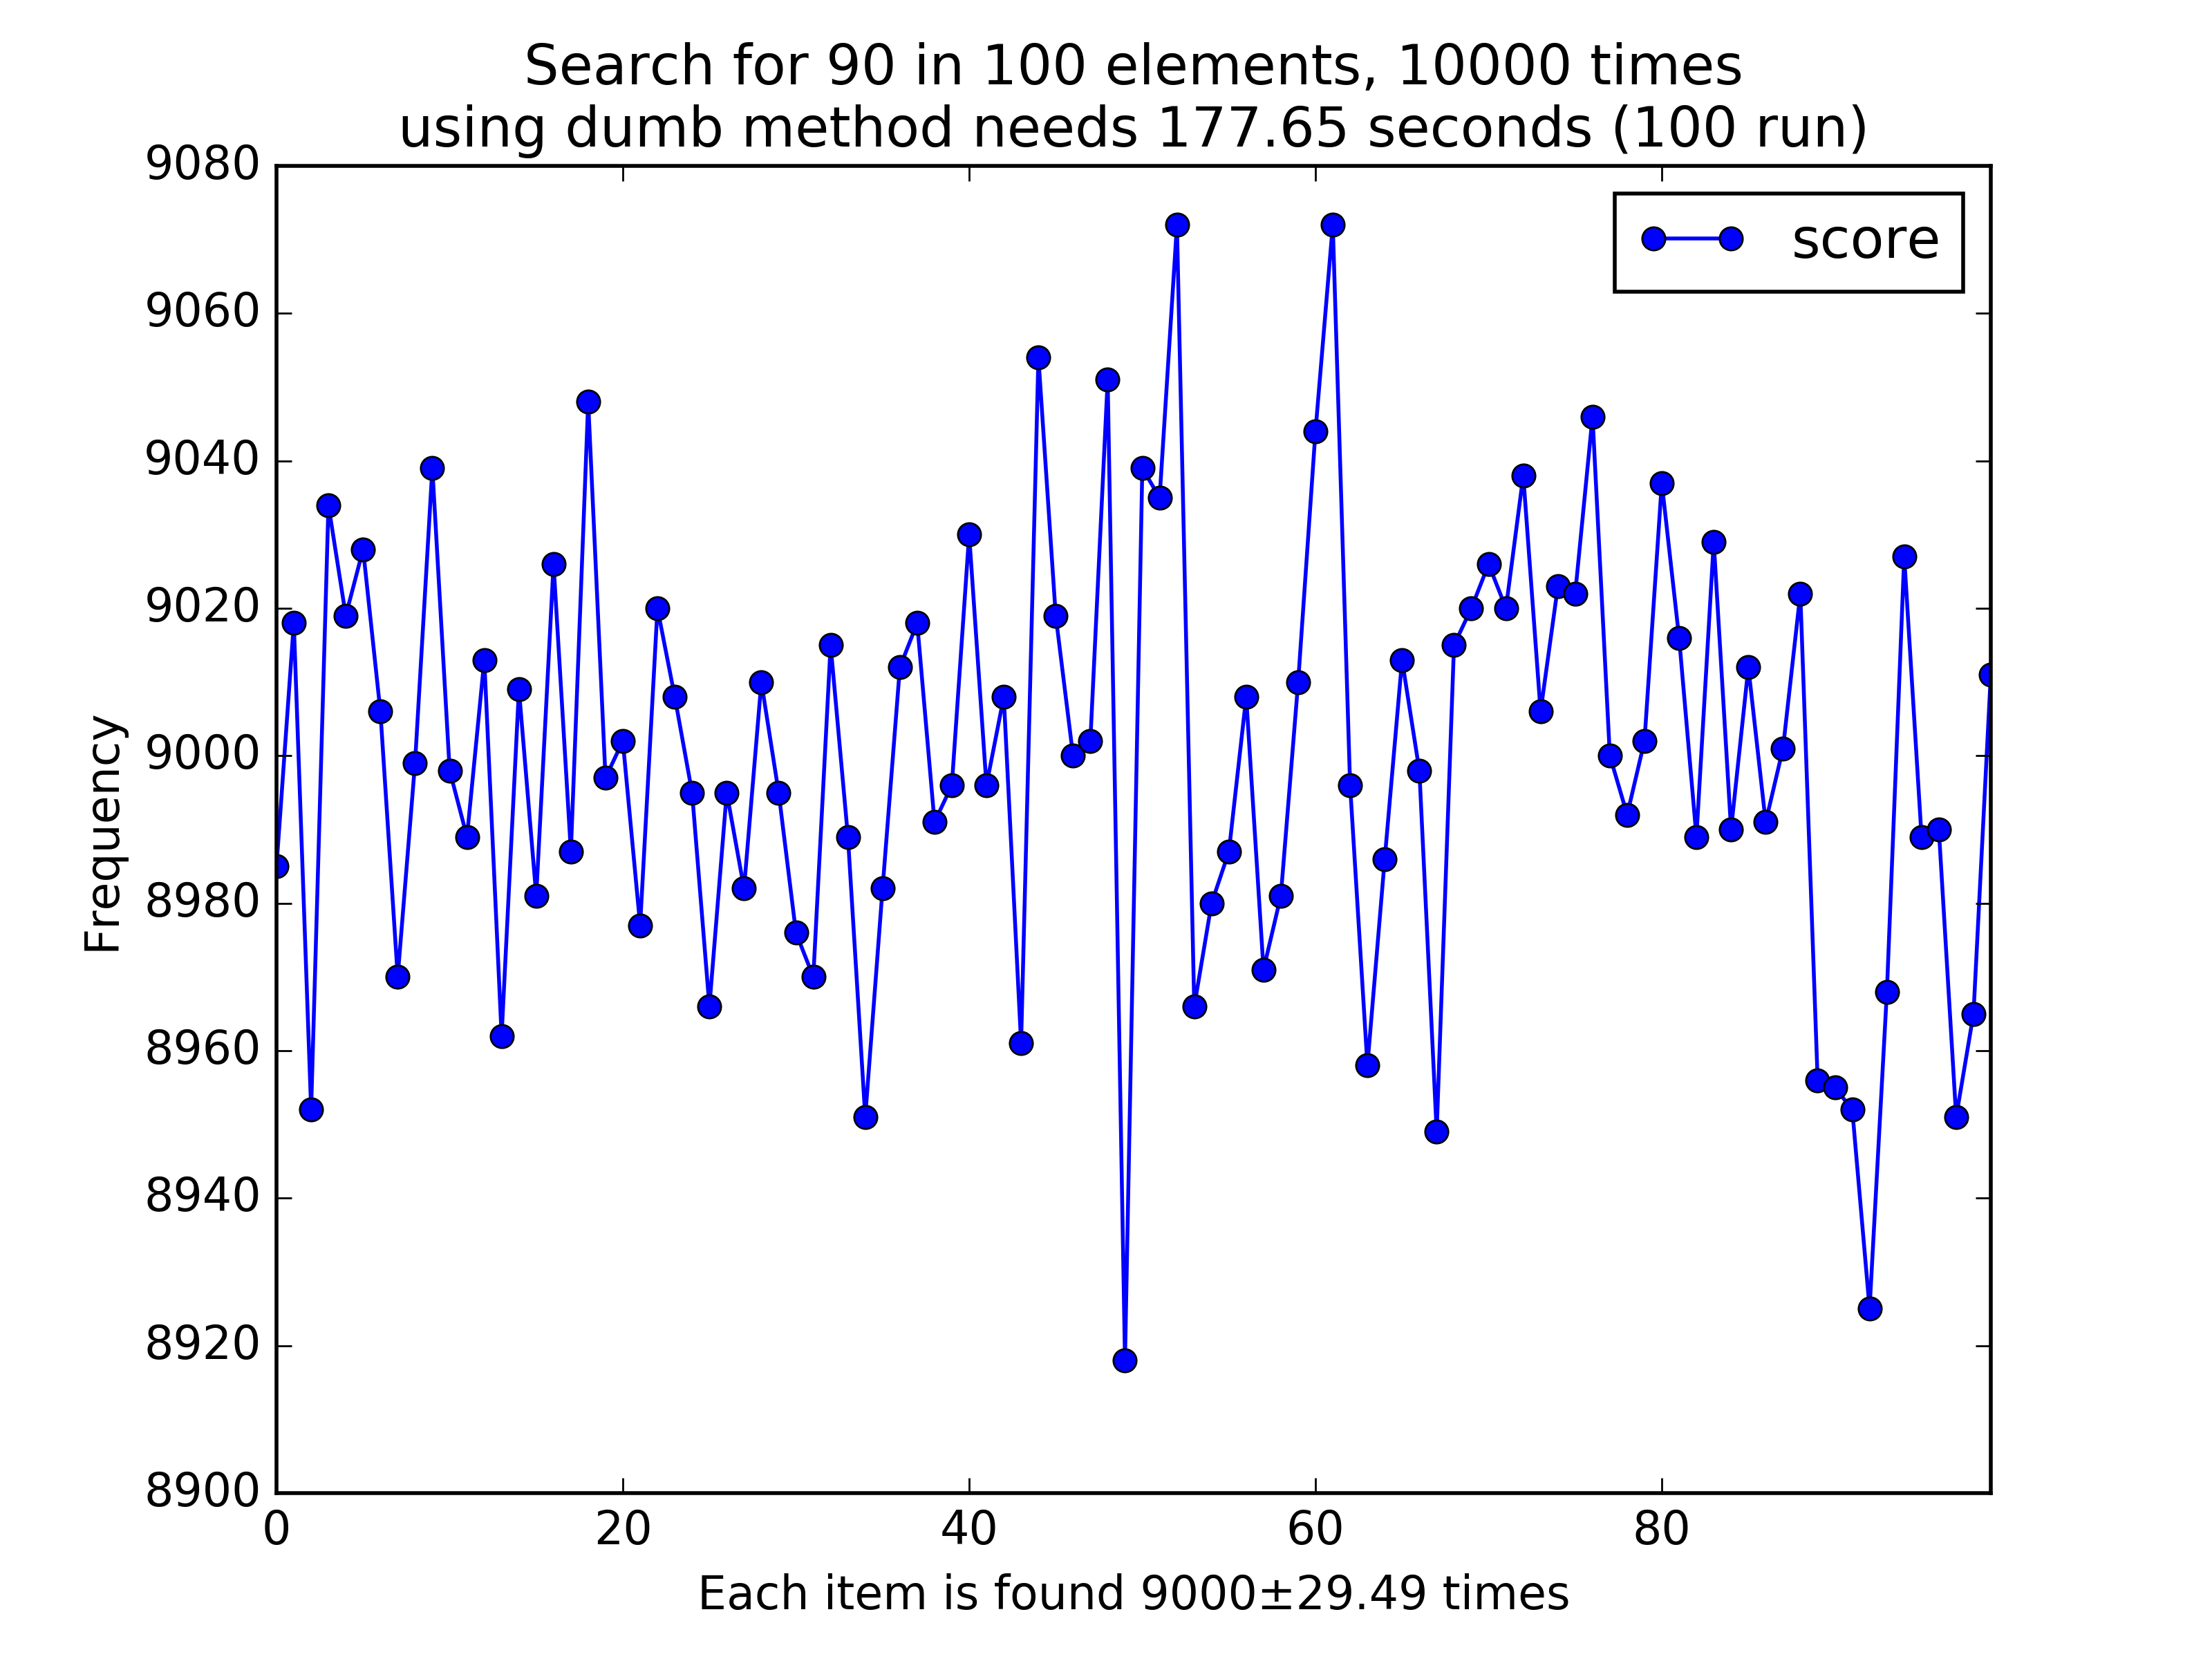 Search for 90 in 100 elements, 10000 times
using dumb method needs 177.65 seconds (100 run)
9080
score
9060
9040
9020
9000
8980
8960
8940
8920
8900
Frequency
0 20 40 60 80
Each item is found 9000±29.49 times